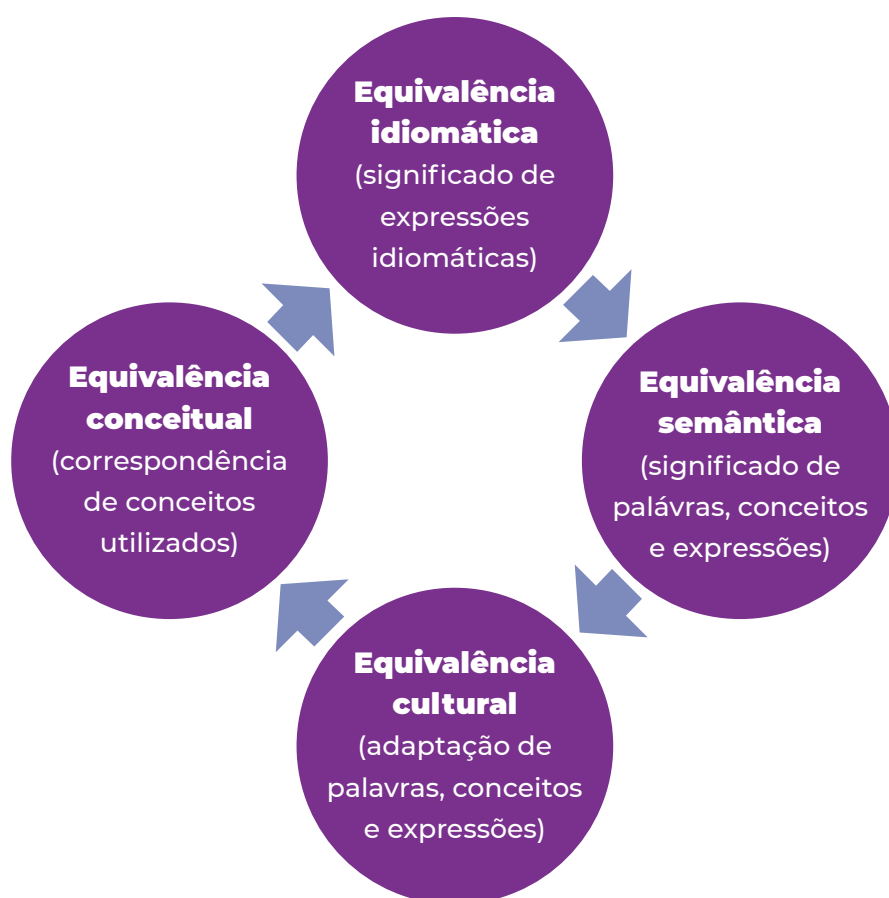 Equivalência
idiomática
(significado de
expressões
idiomáticas)
Equivalência
semântica
(significado de
palávras, conceitos
e expressões)
Equivalência
cultural
(adaptação de
palavras, conceitos
e expressões)
Equivalência
conceitual
(correspondência
de conceitos
utilizados)